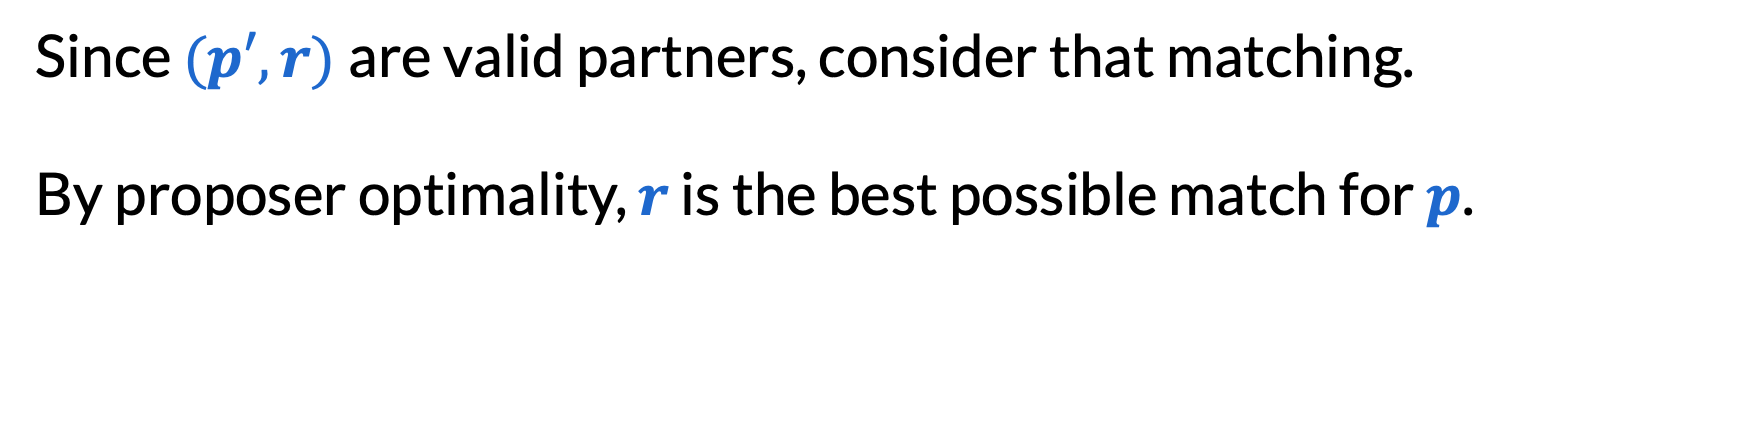 Since (p′, r) are valid partners, consider that matching.
By proposer optimality, r is the best possible match for p.